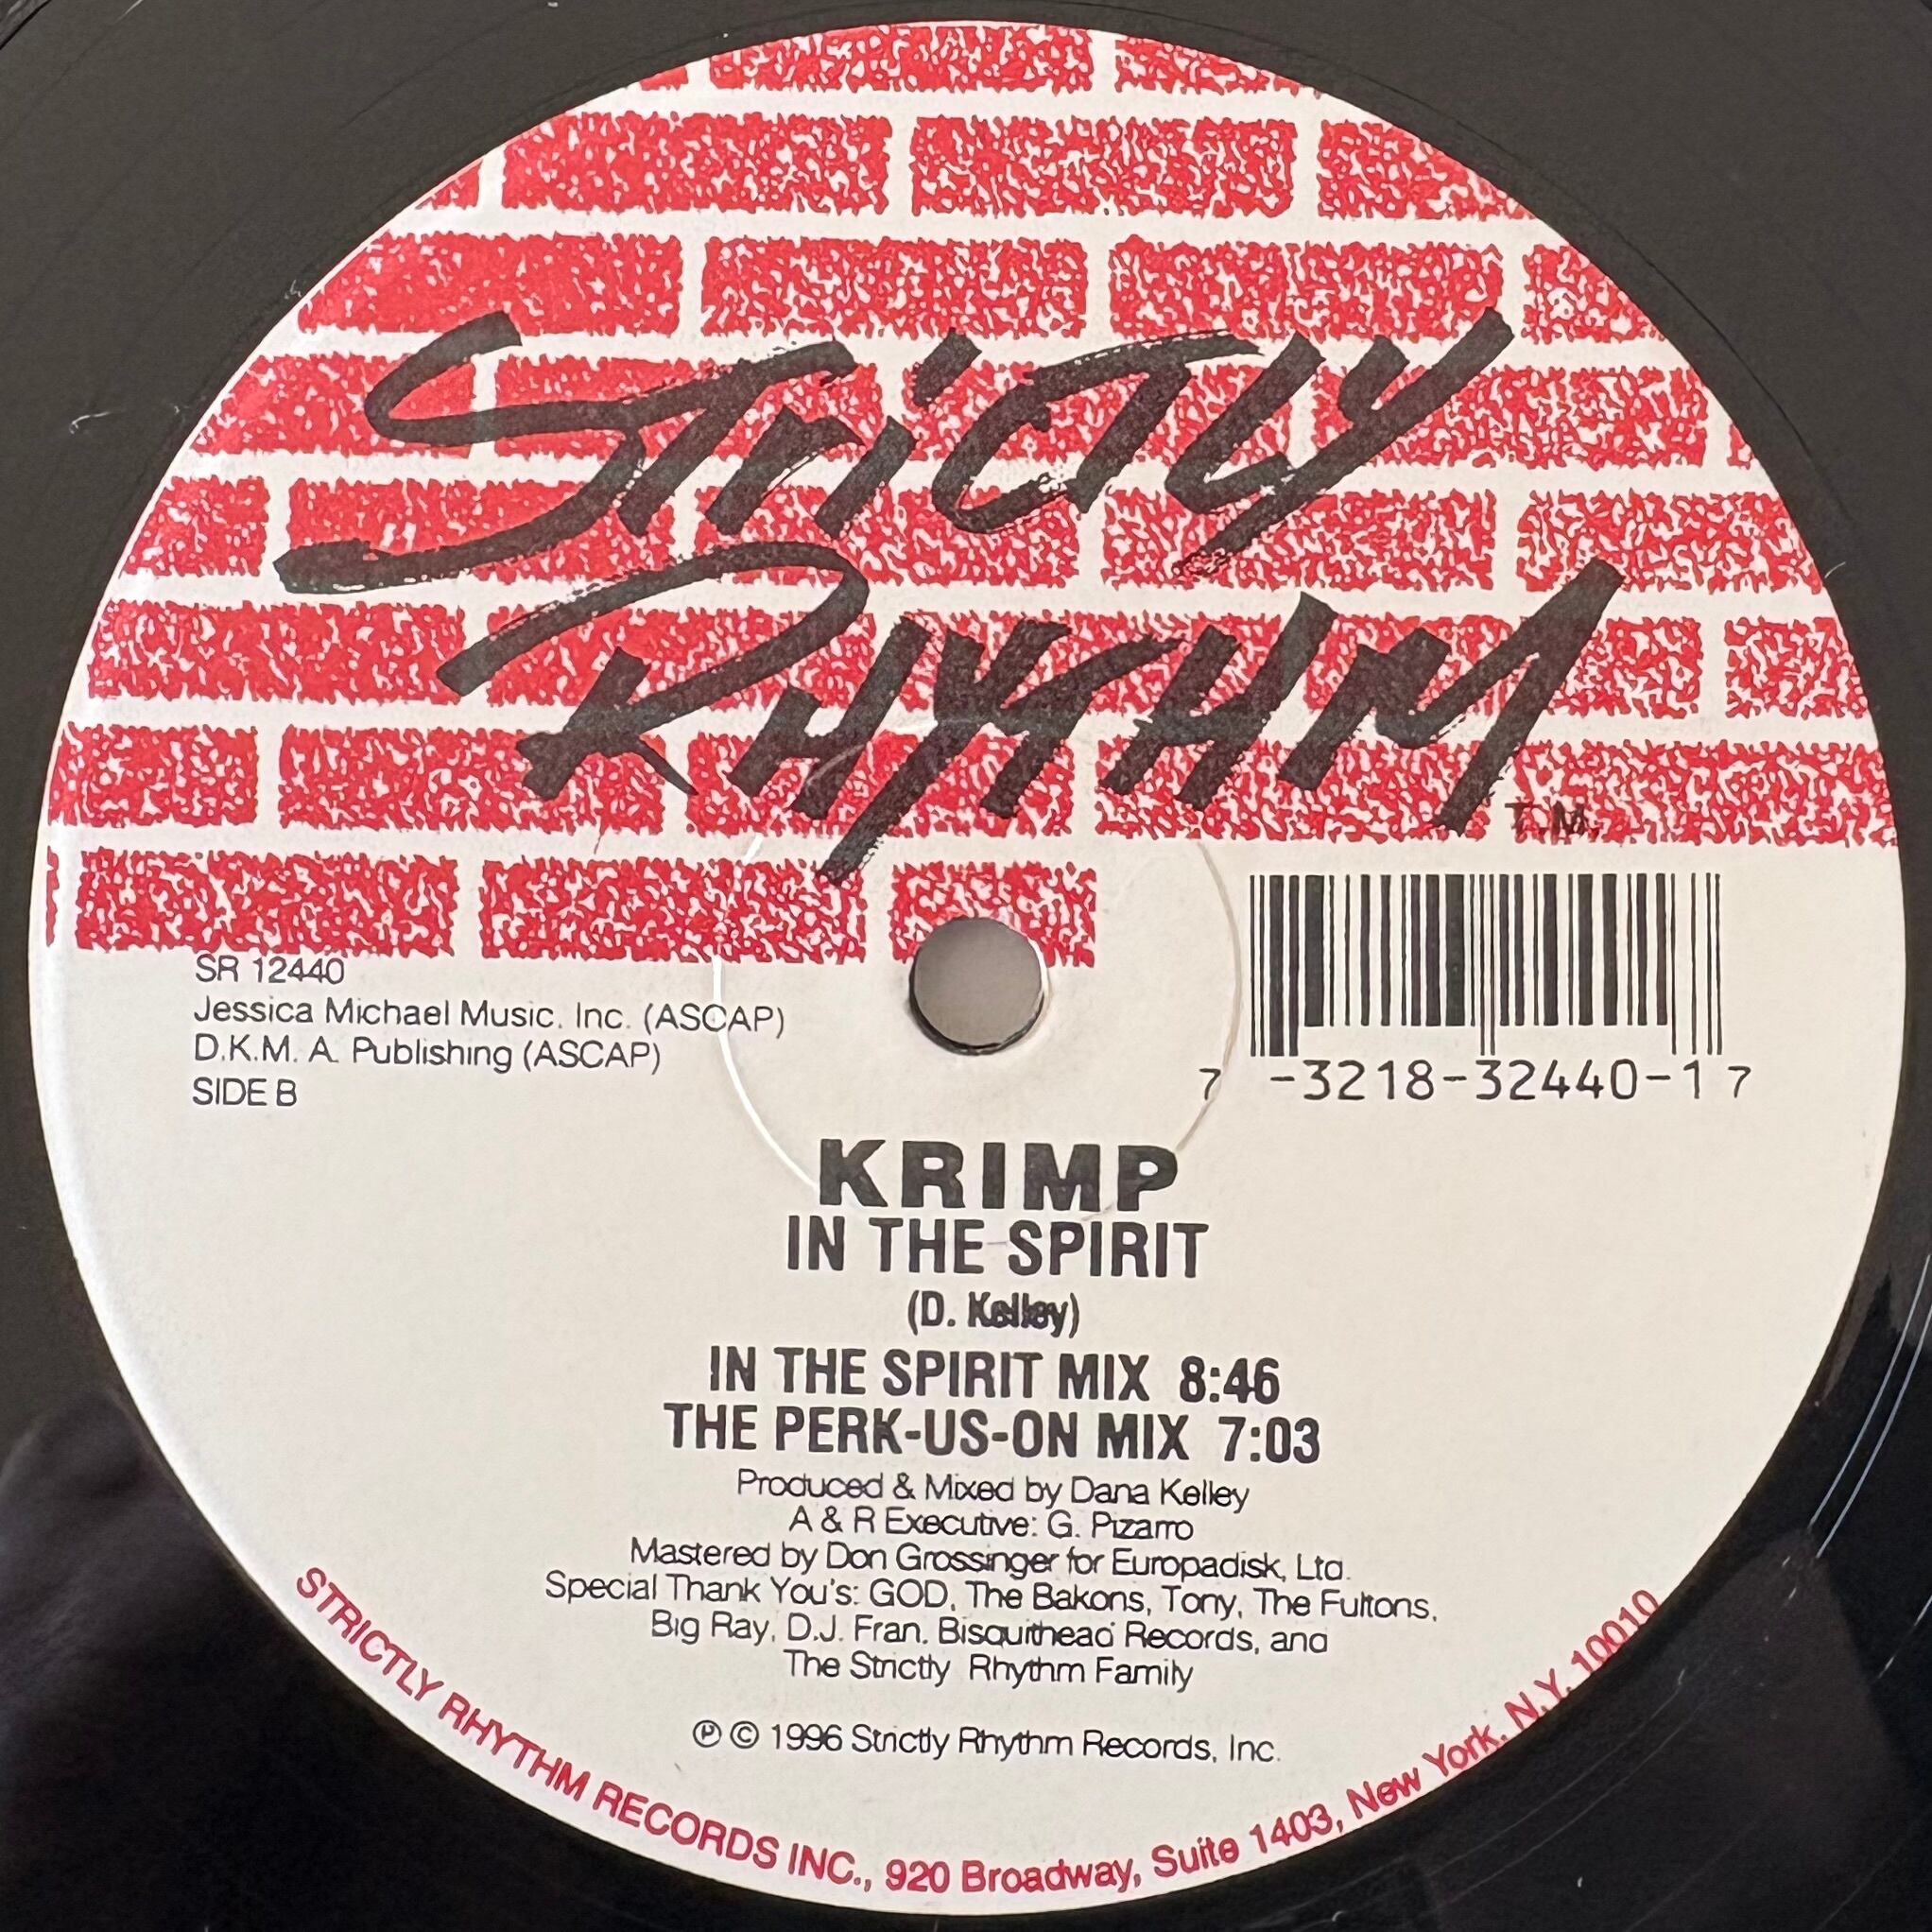 Strictly
Rhythm
T.M.
SR 12440
Jessica Michael Music, Inc. (ASCAP)
D.K.M. A. Publishing (ASCAP)
SIDE B
7 -3218-32440-1 7
KRIMP
IN THE SPIRIT
(D. Kelley)
IN THE SPIRIT MIX 8:46
THE PERK-US-ON MIX 7:03
Produced & Mixed by Dana Kelley
A & R Executive: G. Pizarro
Mastered by Don Grossinger for Europadisk, Ltd.
Special Thank You's: GOD, The Bakons, Tony, The Fultons,
Big Ray, D.J. Fran, Bisquithead Records, and
The Strictly Rhythm Family
℗ © 1996 Strictly Rhythm Records, Inc.
STRICTLY RHYTHM RECORDS INC., 920 Broadway, Suite 1403, New York, N.Y. 10010